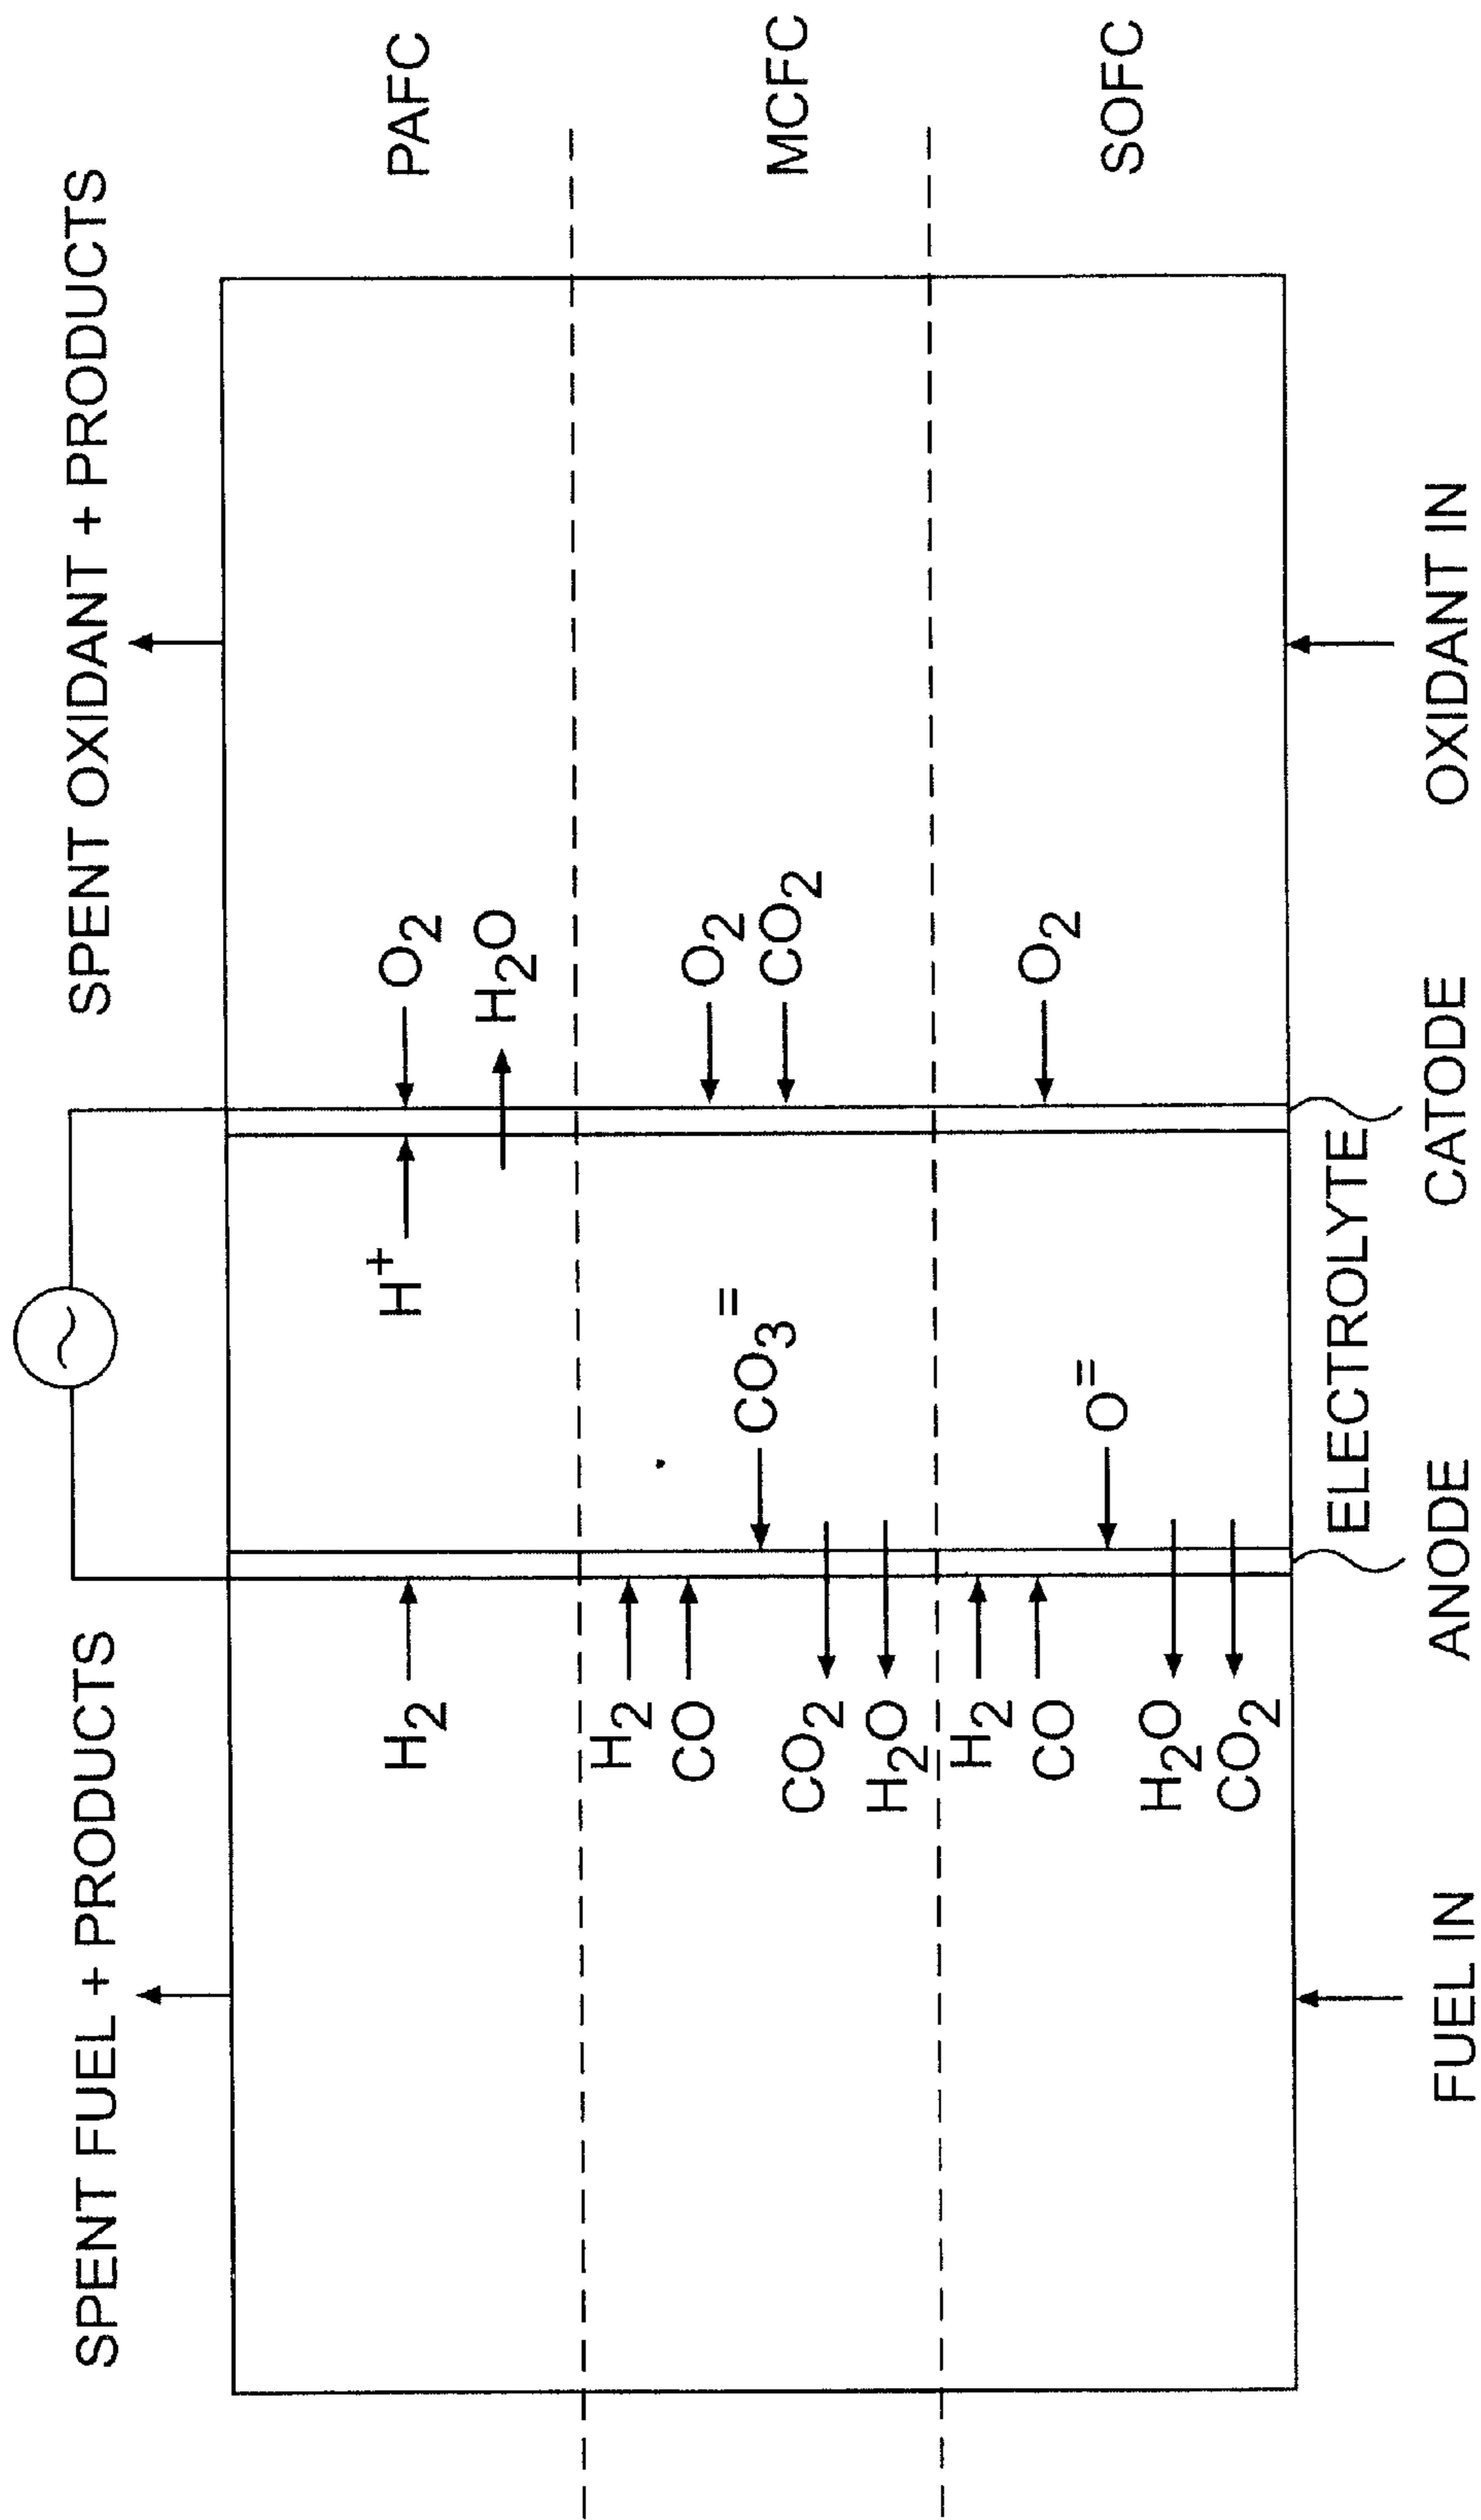 SPENT FUEL + PRODUCTS
SPENT OXIDANT + PRODUCTS
~
H2
H+
O2
H2O
PAFC
H2
CO
CO3=
CO2
H2O
O2
CO2
MCFC
H2
CO
O=
H2O
CO2
O2
SOFC
ELECTROLYTE
FUEL IN
ANODE
CATODE
OXIDANT IN